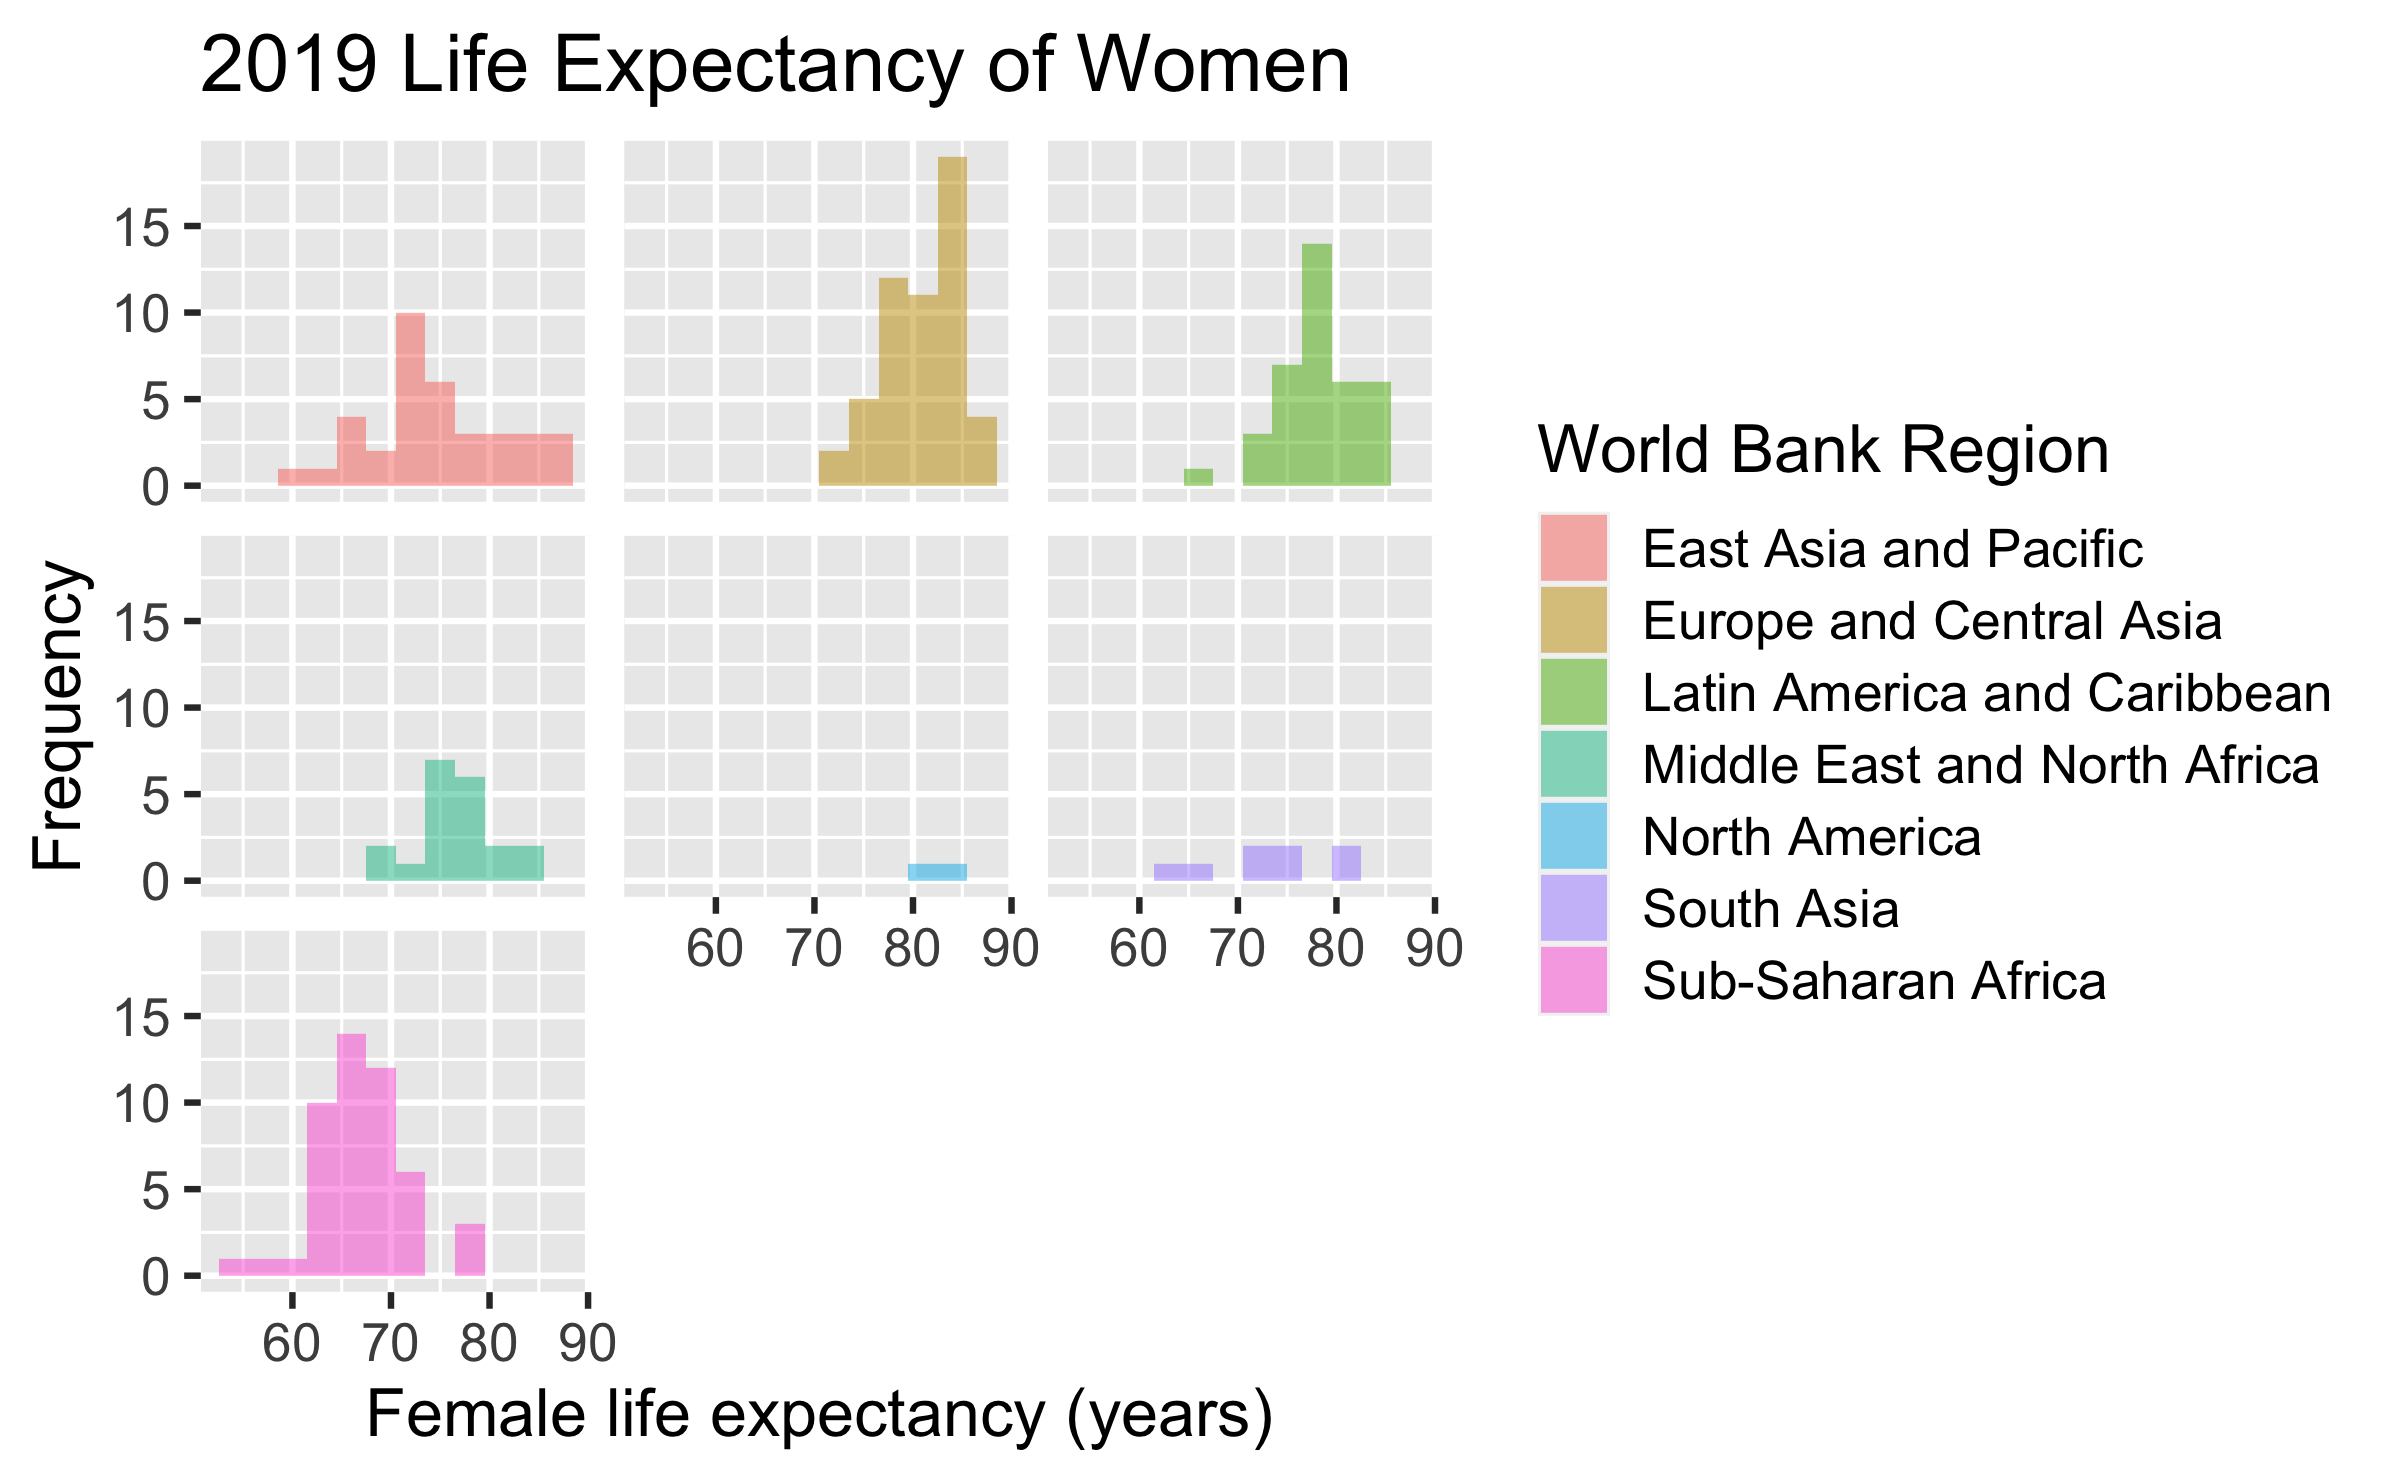 2019 Life Expectancy of Women
15
10
5
0
15
10
5
0
60 70 80 90
60 70 80 90
15
10
5
0
60 70 80 90
Frequency
Female life expectancy (years)
World Bank Region
East Asia and Pacific
Europe and Central Asia
Latin America and Caribbean
Middle East and North Africa
North America
South Asia
Sub-Saharan Africa